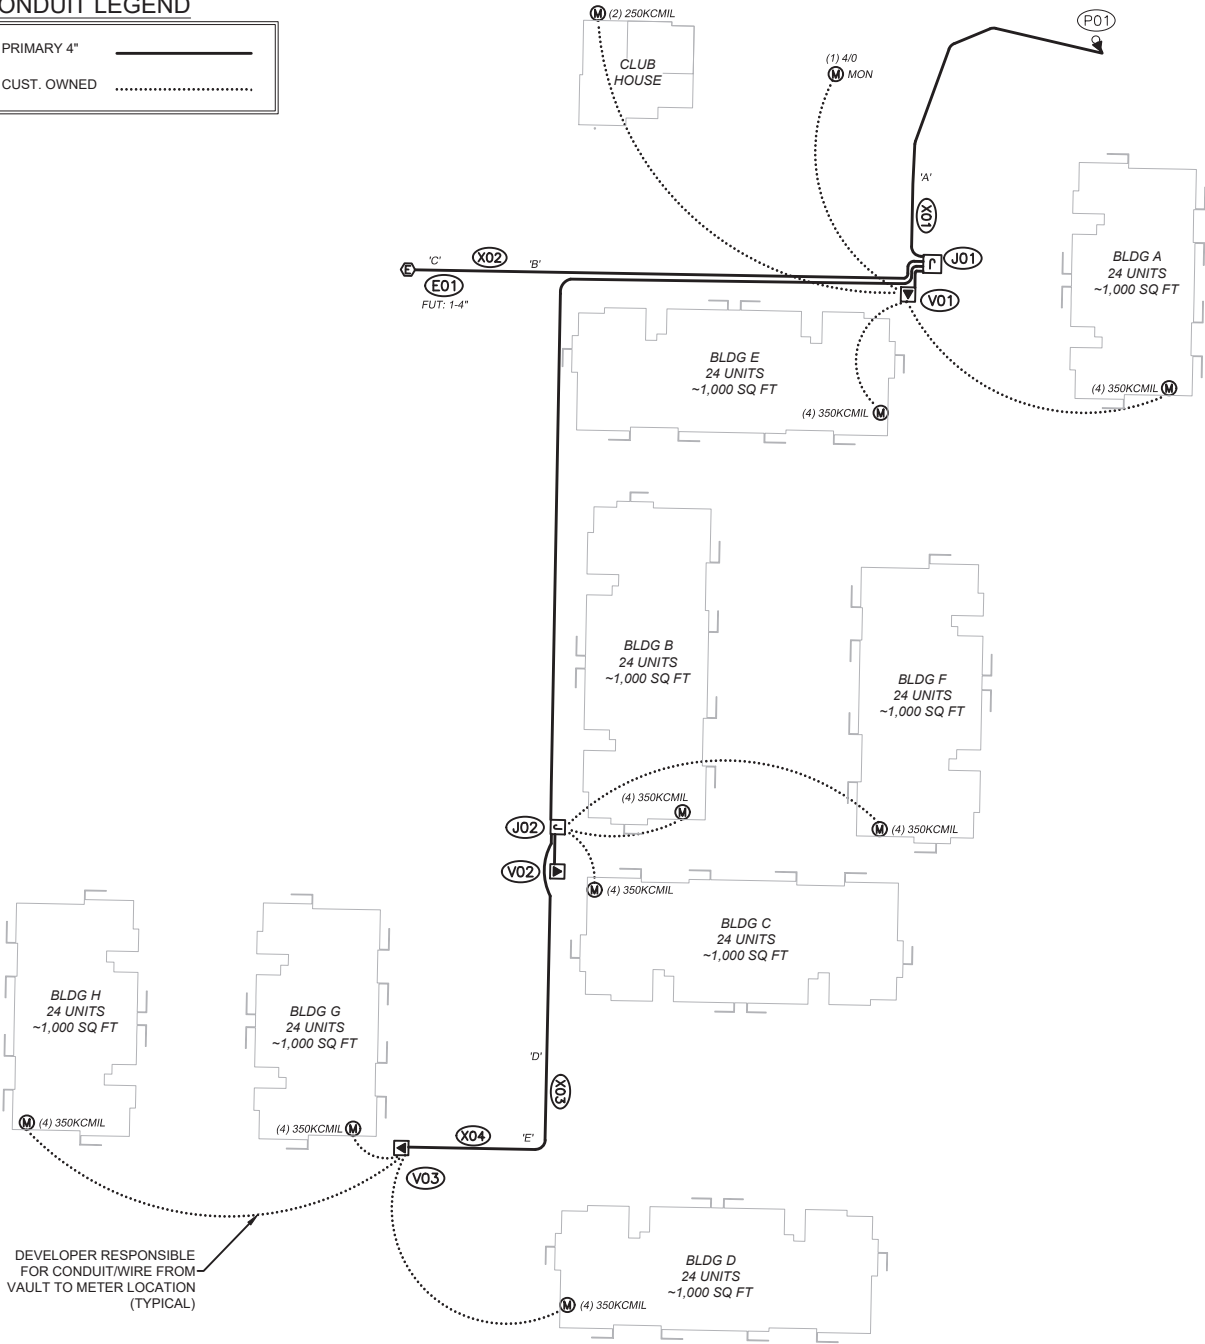 ONDUIT LEGEND
PRIMARY 4"
CUST. OWNED
M (2) 250KCMIL
CLUB
HOUSE
(1) 4/0
M MON
P01
'A'
X01
J
J01
V01
BLDG A
24 UNITS
~1,000 SQ FT
(4) 350KCMIL M
E
'C'
X02
'B'
E01
FUT: 1-4"
BLDG E
24 UNITS
~1,000 SQ FT
(4) 350KCMIL M
BLDG B
24 UNITS
~1,000 SQ FT
(4) 350KCMIL
M
BLDG F
24 UNITS
~1,000 SQ FT
M (4) 350KCMIL
J02
J
V02
M (4) 350KCMIL
BLDG C
24 UNITS
~1,000 SQ FT
BLDG H
24 UNITS
~1,000 SQ FT
M (4) 350KCMIL
BLDG G
24 UNITS
~1,000 SQ FT
(4) 350KCMIL M
'D'
X03
X04
'E'
V03
DEVELOPER RESPONSIBLE
FOR CONDUIT/WIRE FROM
VAULT TO METER LOCATION
(TYPICAL)
BLDG D
24 UNITS
~1,000 SQ FT
M (4) 350KCMIL